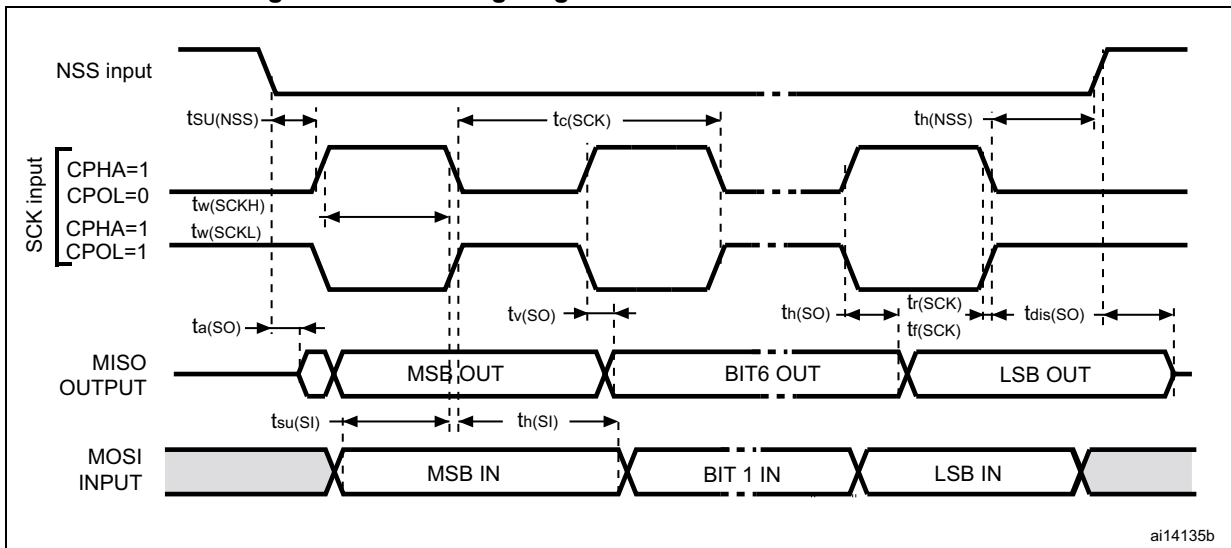 NSS input
tSU(NSS)
tc(SCK)
th(NSS)
SCK input
CPHA=1
CPOL=0
tw(SCKH)
CPHA=1
tw(SCKL)
CPOL=1
ta(SO)
tv(SO)
th(SO)
tr(SCK)
tf(SCK)
tdis(SO)
MISO
OUTPUT
MSB OUT
BIT6 OUT
LSB OUT
tsu(SI)
th(SI)
MOSI
INPUT
MSB IN
BIT 1 IN
LSB IN
ai14135b